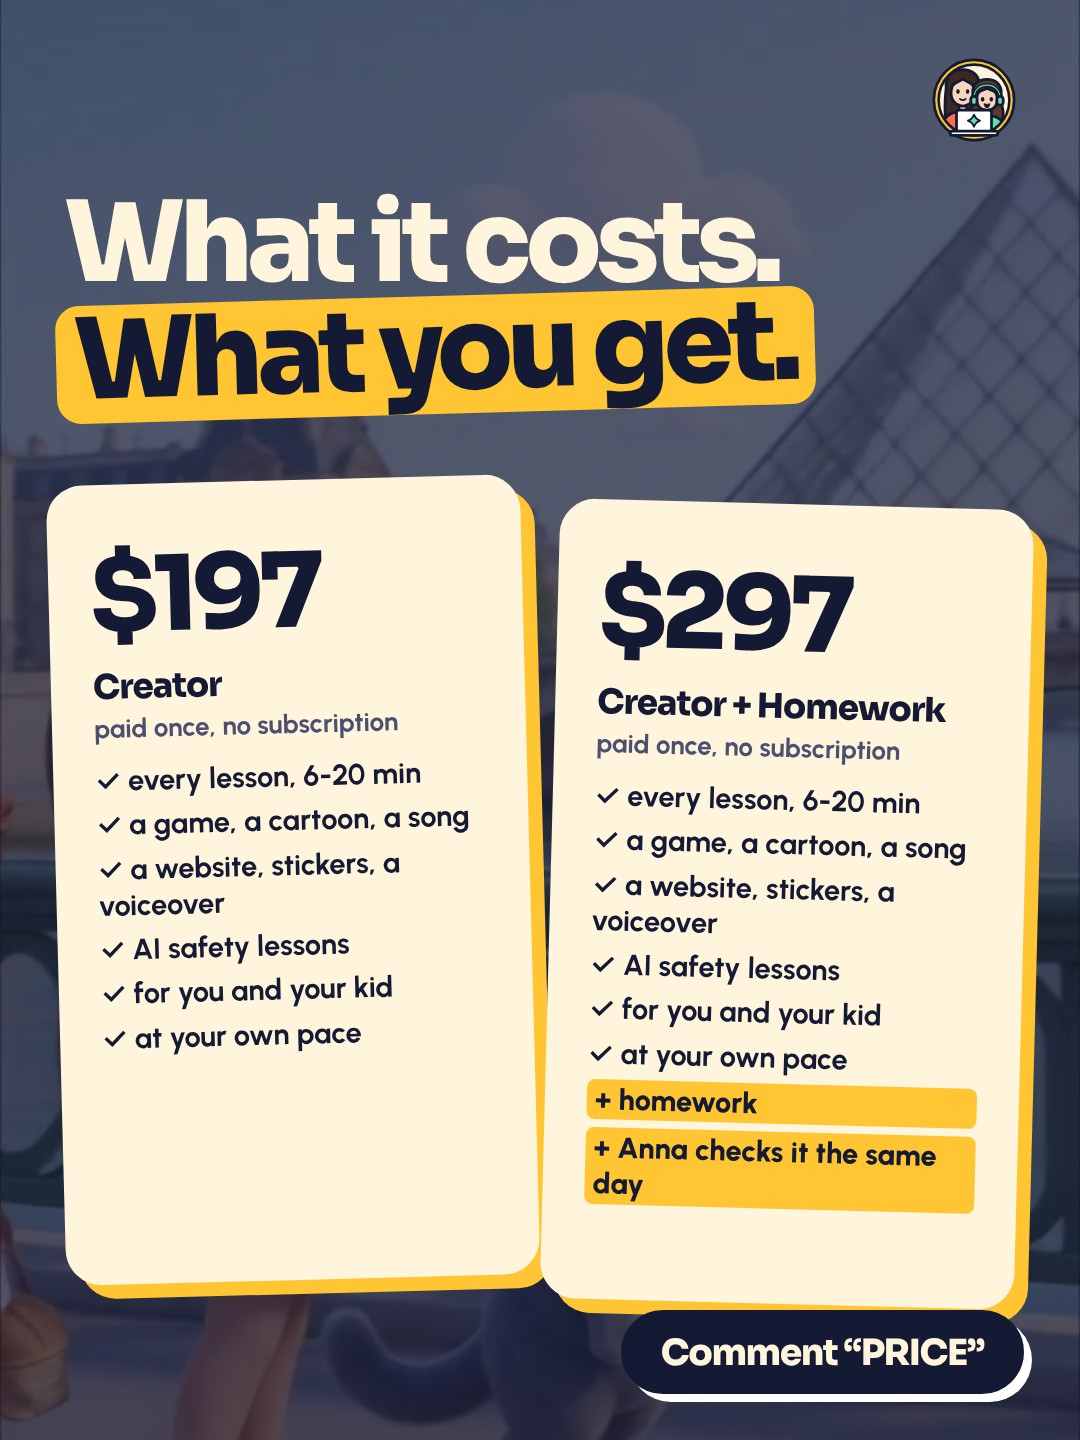 What it costs.
What you get.
$197
Creator
paid once, no subscription
✓ every lesson, 6-20 min
✓ a game, a cartoon, a song
✓ a website, stickers, a
voiceover
✓ AI safety lessons
✓ for you and your kid
✓ at your own pace
$297
Creator + Homework
paid once, no subscription
✓ every lesson, 6-20 min
✓ a game, a cartoon, a song
✓ a website, stickers, a
voiceover
✓ AI safety lessons
✓ for you and your kid
✓ at your own pace
+ homework
+ Anna checks it the same
day
Comment “PRICE”